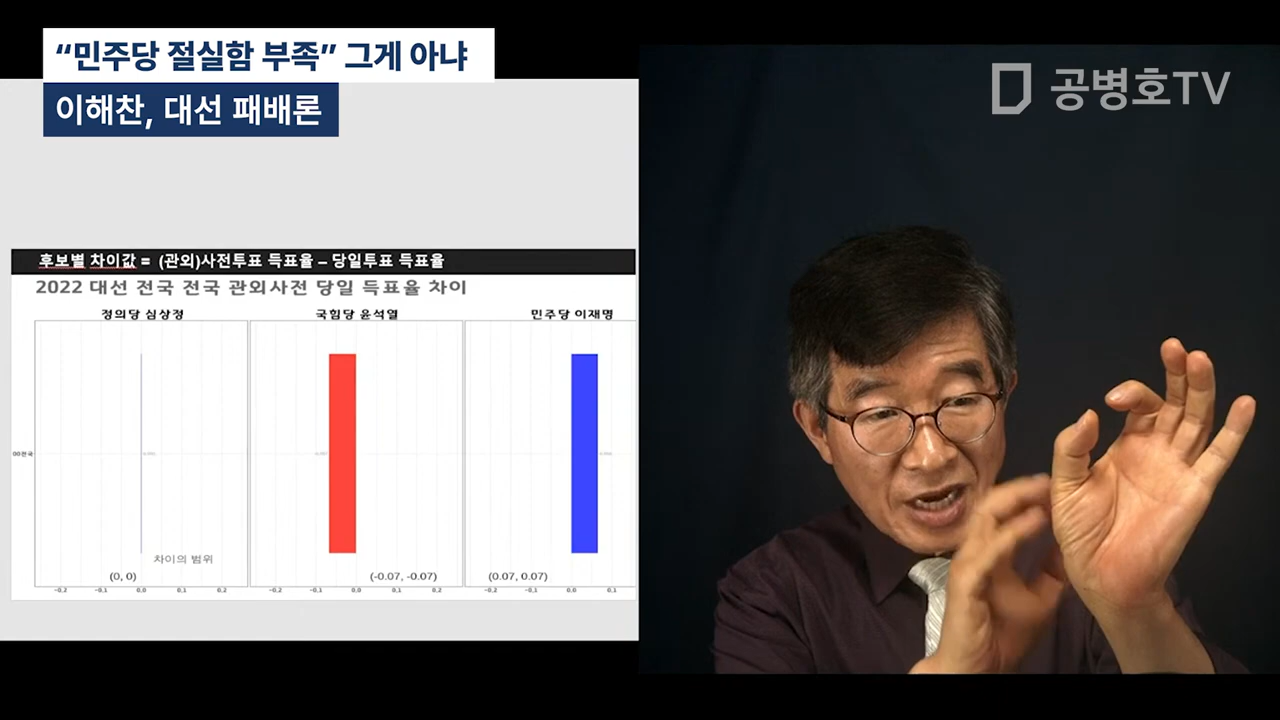 “민주당 절실함 부족” 그게 아냐
이해찬, 대선 패배론
공병호TV
후보별 차이값 = (관외)사전투표 득표율 – 당일투표 득표율
2022 대선 전국 전국 관외사전 당일 득표율 차이
정의당 심상정 국힘당 윤석열 민주당 이재명
00전국
차이의 범위
(0, 0) (-0.07, -0.07) (0.07, 0.07)
-0.2 -0.1 0.0 0.1 0.2 -0.2 -0.1 0.0 0.1 0.2 -0.2 -0.1 0.0 0.1